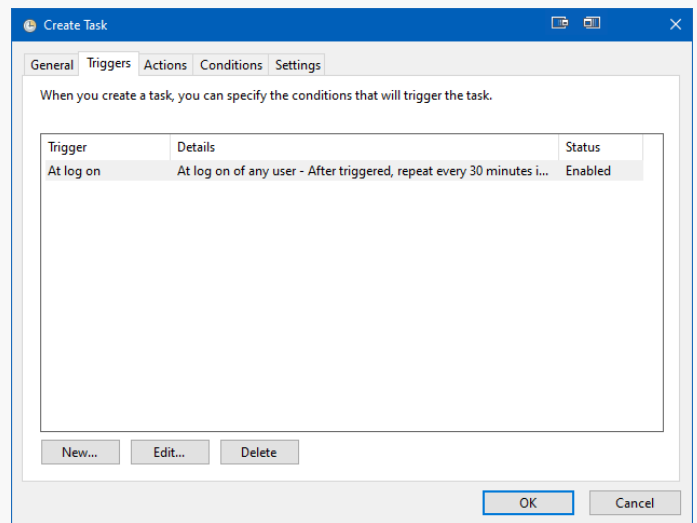 Create Task
General Triggers Actions Conditions Settings
When you create a task, you can specify the conditions that will trigger the task.
Trigger Details Status
At log on At log on of any user - After triggered, repeat every 30 minutes i... Enabled
New... Edit... Delete
OK Cancel